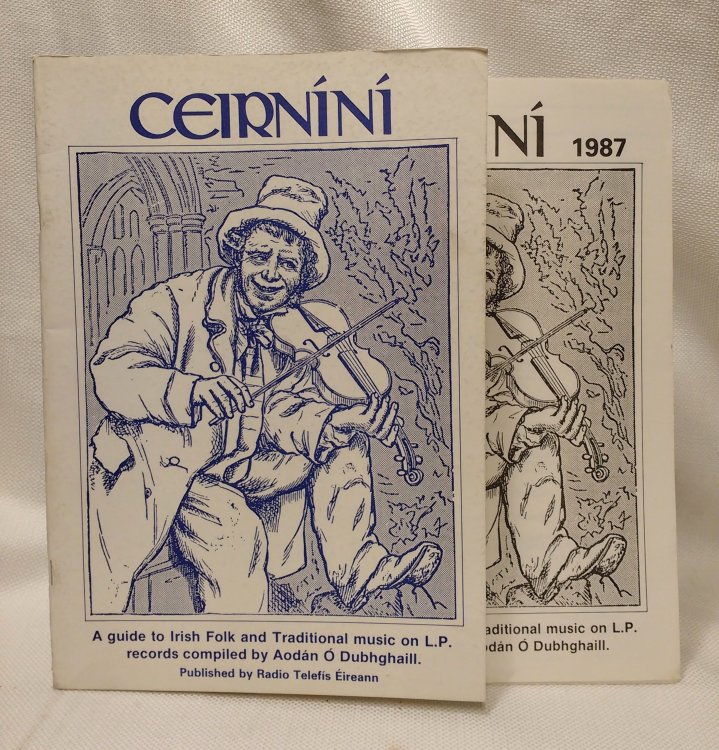 CEIRNÍNÍ
A guide to Irish Folk and Traditional music on L.P.
records compiled by Aodán Ó Dubhghaill.
Published by Radio Telefís Éireann
NÍ 1987
aditional music on L.P.
odán Ó Dubhghaill.